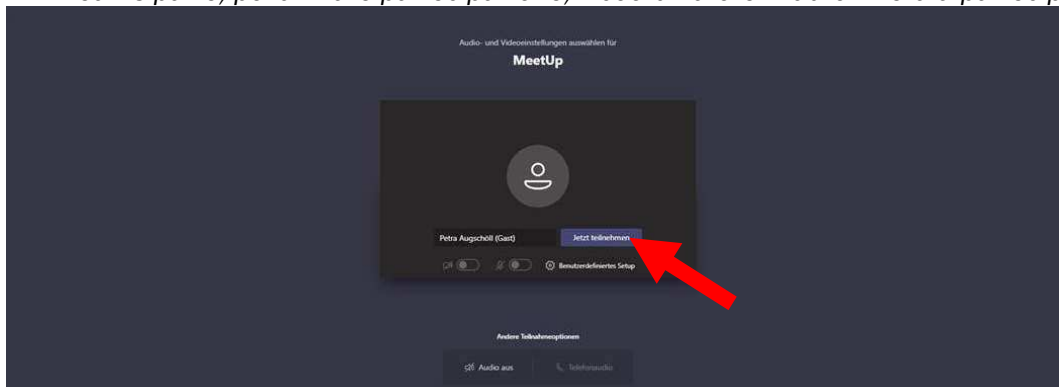 Audio- und Videoeinstellungen auswählen für
MeetUp
Petra Augschöll (Gast)
Jetzt teilnehmen
Benutzerdefiniertes Setup
Andere Teilnahmeoptionen
Audio aus
Telefonaudio